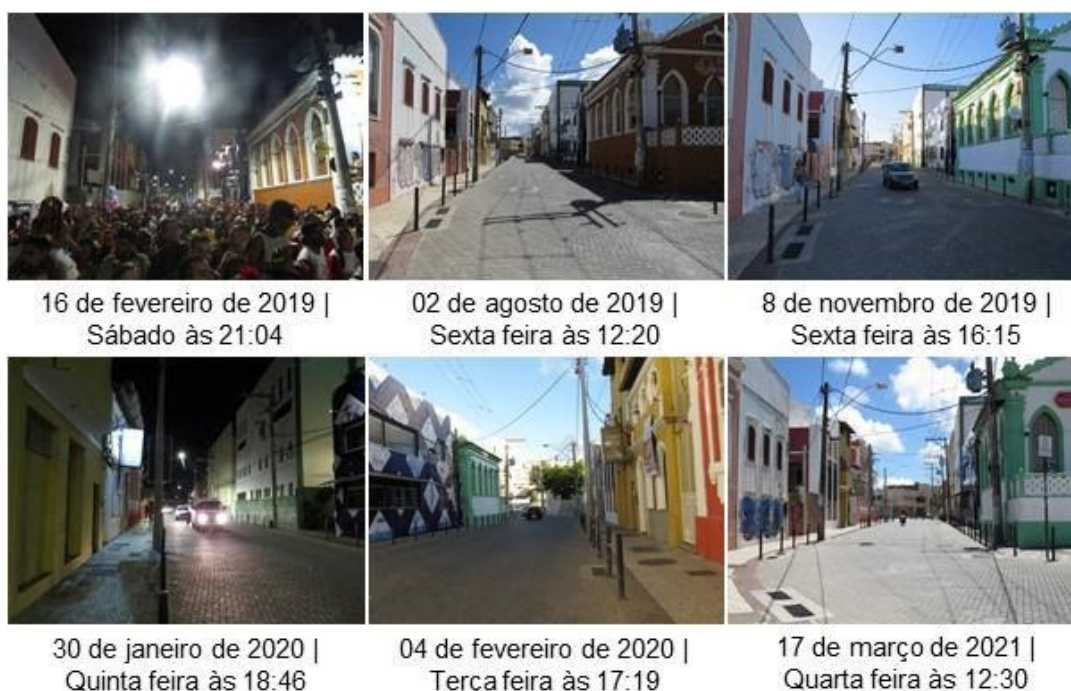 16 de fevereiro de 2019 |
Sábado às 21:04
02 de agosto de 2019 |
Sexta feira às 12:20
8 de novembro de 2019 |
Sexta feira às 16:15
30 de janeiro de 2020 |
Quinta feira às 18:46
04 de fevereiro de 2020 |
Terça feira às 17:19
17 de março de 2021 |
Quarta feira às 12:30